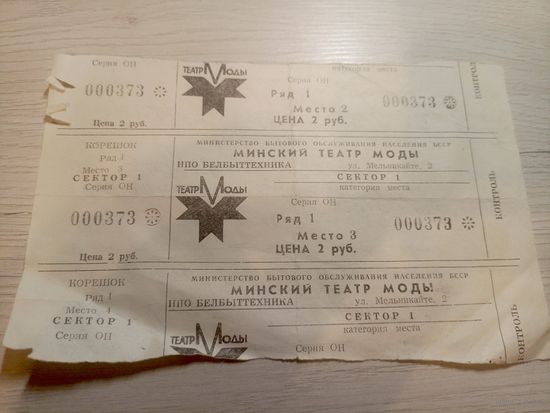 Серия ОН
000373
Цена 2 руб.
ТЕАТР МОДЫ
категория места
Серия ОН
Ряд 1
Место 2
ЦЕНА 2 руб.
000373
КОНТРОЛЬ
КОРЕШОК
Ряд 1
Место 3
СЕКТОР 1
Серия ОН
000373
Цена 2 руб.
МИНИСТЕРСТВО БЫТОВОГО ОБСЛУЖИВАНИЯ НАСЕЛЕНИЯ БССР
МИНСКИЙ ТЕАТР МОДЫ
НПО БЕЛБЫТТЕХНИКА ул. Мельникайте, 2
СЕКТОР 1
категория места
ТЕАТР МОДЫ
Серия ОН
Ряд 1
Место 3
ЦЕНА 2 руб.
000373
КОНТРОЛЬ
КОРЕШОК
Ряд 1
Место 4
СЕКТОР 1
Серия ОН
МИНИСТЕРСТВО БЫТОВОГО ОБСЛУЖИВАНИЯ НАСЕЛЕНИЯ БССР
МИНСКИЙ ТЕАТР МОДЫ
НПО БЕЛБЫТТЕХНИКА ул. Мельникайте, 2
СЕКТОР 1
категория места
ТЕАТР МОДЫ
Серия ОН
КОНТРОЛЬ